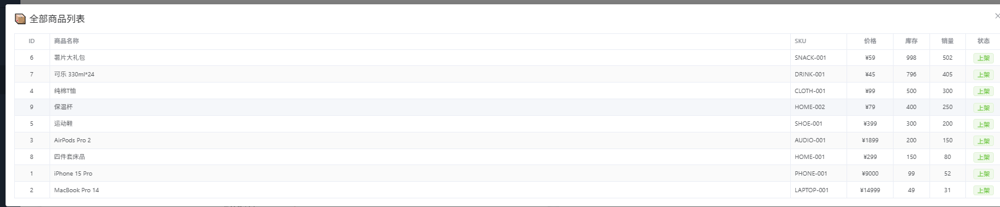 全部商品列表
ID 商品名称 SKU 价格 库存 销量 状态
6 薯片大礼包 SNACK-001 ¥59 998 502 上架
7 可乐 330ml*24 DRINK-001 ¥45 796 405 上架
4 纯棉T恤 CLOTH-001 ¥99 500 300 上架
9 保温杯 HOME-002 ¥79 400 250 上架
5 运动鞋 SHOE-001 ¥399 300 200 上架
3 AirPods Pro 2 AUDIO-001 ¥1899 200 150 上架
8 四件套床品 HOME-001 ¥299 150 80 上架
1 iPhone 15 Pro PHONE-001 ¥9000 99 52 上架
2 MacBook Pro 14 LAPTOP-001 ¥14999 49 31 上架